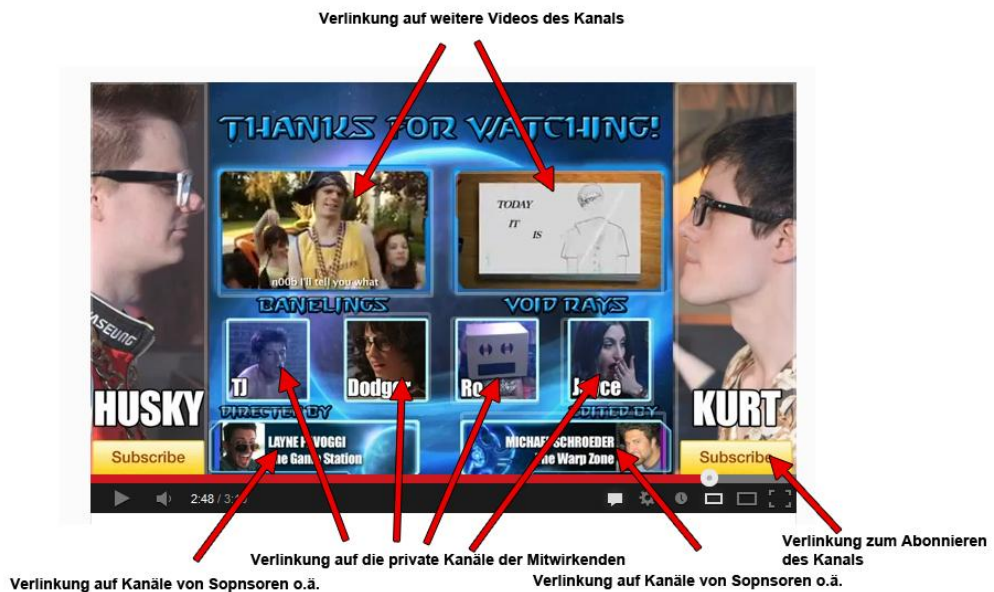 Verlinkung auf weitere Videos des Kanals
THANKS FOR WATCHING!
TODAY
IT
IS
n00b I'll tell you what
BANELINGS
VOID RAYS
TJ
Dodger
HUSKY
KURT
DIRECTED BY
EDITED BY
LAYNE
The Game Station
MICHAEL SCHROEDER
The Warp Zone
Subscribe
Subscribe
2:48
Verlinkung auf die private Kanäle der Mitwirkenden
Verlinkung zum Abonnieren
des Kanals
Verlinkung auf Kanäle von Sopnsoren o.ä.
Verlinkung auf Kanäle von Sopnsoren o.ä.